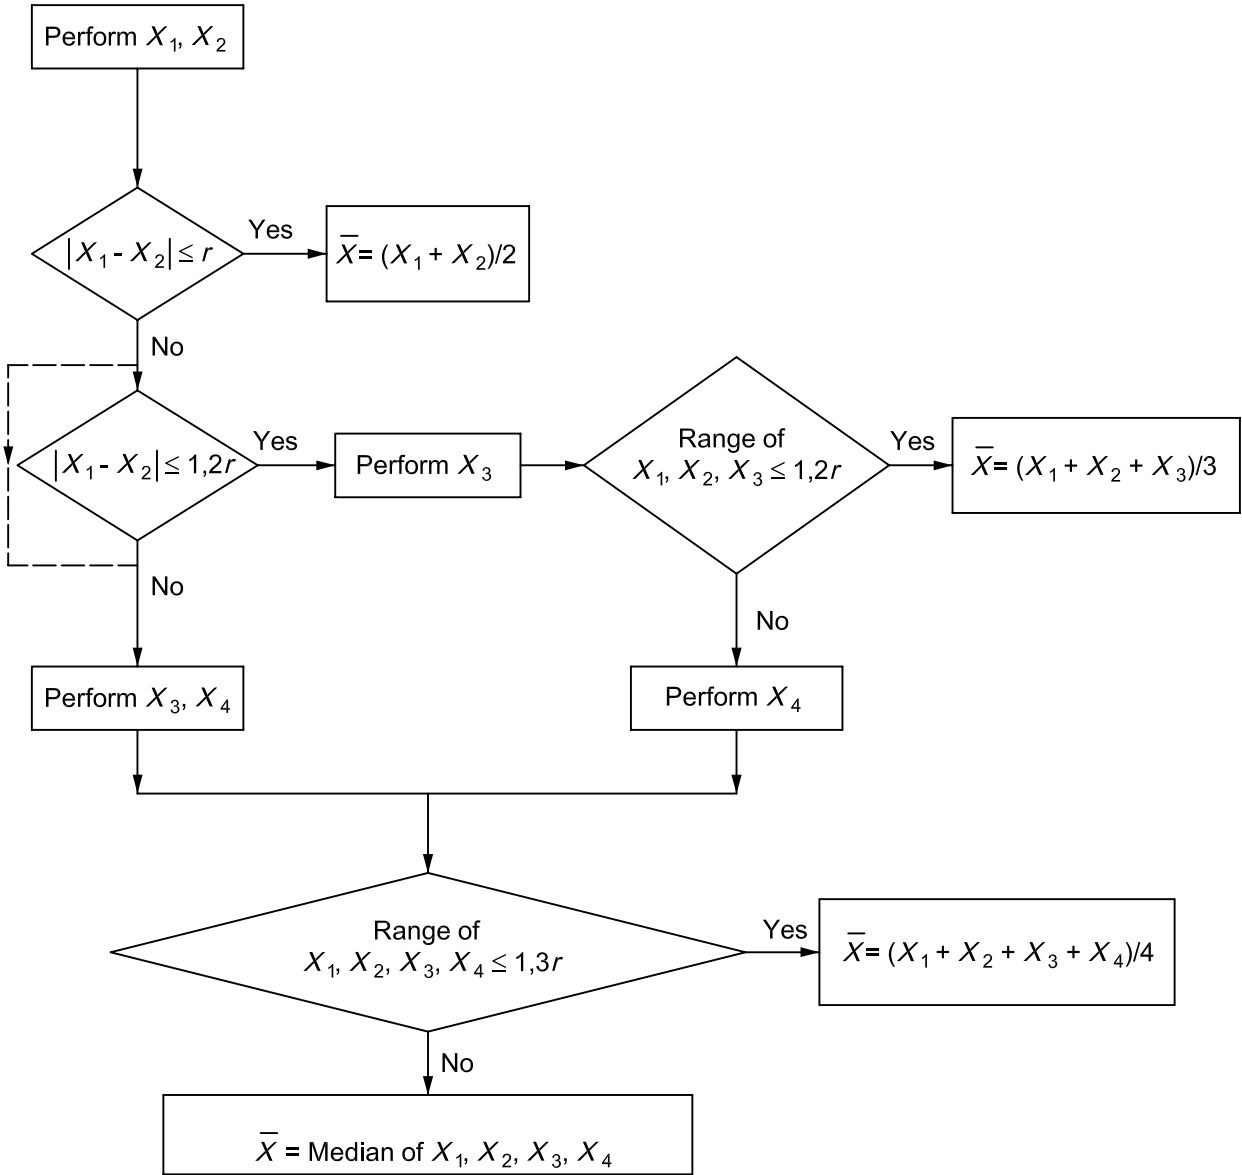 Perform X1, X2
|X1 - X2| ≤ r
Yes
X̅ = (X1 + X2)/2
No
|X1 - X2| ≤ 1,2r
Yes
Perform X3
Range of
X1, X2, X3 ≤ 1,2r
Yes
X̅ = (X1 + X2 + X3)/3
No
No
Perform X3, X4
Perform X4
Range of
X1, X2, X3, X4 ≤ 1,3r
Yes
X̅ = (X1 + X2 + X3 + X4)/4
No
X̅ = Median of X1, X2, X3, X4